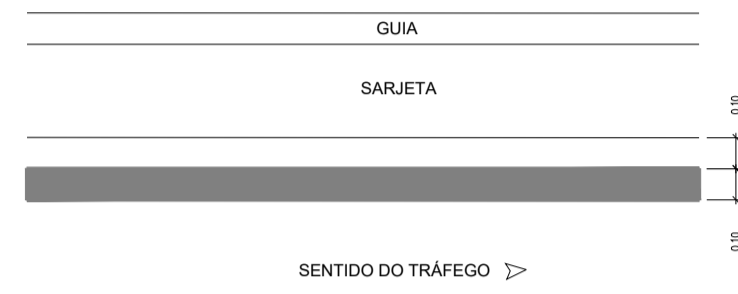 GUIA
SARJETA
0.10
0.10
SENTIDO DO TRÁFEGO